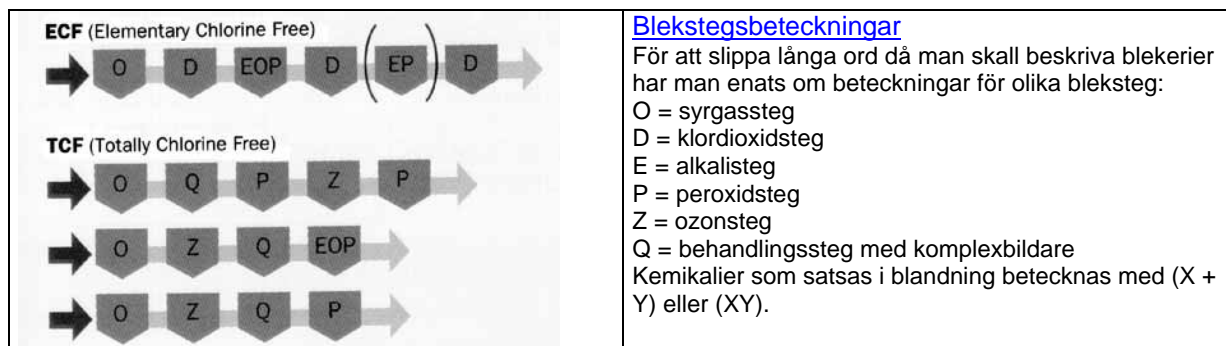 ECF (Elementary Chlorine Free)
O D EOP D (EP) D
TCF (Totally Chlorine Free)
O Q P Z P
O Z Q EOP
O Z Q P
Blekstegsbeteckningar
För att slippa långa ord då man skall beskriva blekerier
har man enats om beteckningar för olika bleksteg:
O = syrgassteg
D = klordioxidsteg
E = alkalisteg
P = peroxidsteg
Z = ozonsteg
Q = behandlingssteg med komplexbildare
Kemikalier som satsas i blandning betecknas med (X +
Y) eller (XY).